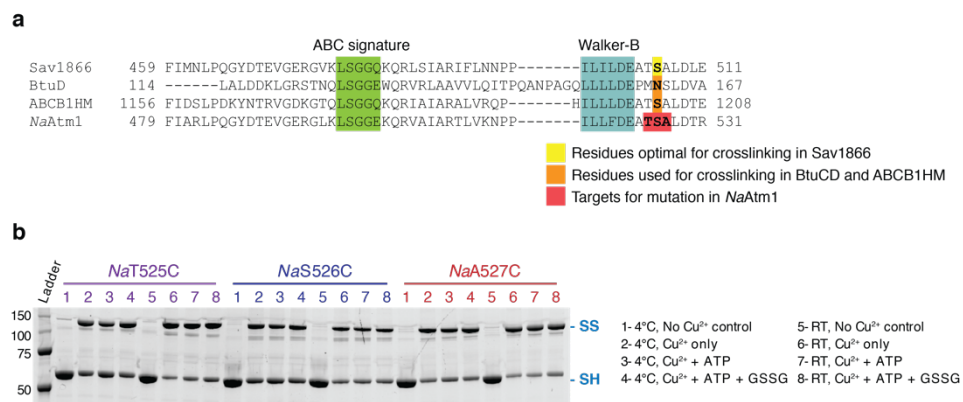 a
ABC signature Walker-B
Sav1866 459 FIMNLPQGYDTEVGERGVKLSGGQKQRLSIARIFLNNPP------ILILDEATSALDLE 511
BtuD 114 ------LALDDKLGRSTNQLSGGEWQRVRLAAVVLQITPQANPAGQLLLLDEPMNSLDVA 167
ABCB1HM 1156 FIDSLPDKYNTRVGDKGTQLSGGQKQRIAIARALVRQP------HILLLDEATSALDTE 1208
NaAtm1 479 FIARLPQGYDTEVGERGLKLSGGEKQRVAIARTLVKNPP------ILLFDEATSALDTR 531
Residues optimal for crosslinking in Sav1866
Residues used for crosslinking in BtuCD and ABCB1HM
Targets for mutation in NaAtm1
b
Ladder NaT525C NaS526C NaA527C
1 2 3 4 5 6 7 8 1 2 3 4 5 6 7 8 1 2 3 4 5 6 7 8
150
100
75
50
- SS
- SH
1- 4°C, No Cu²⁺ control 5- RT, No Cu²⁺ control
2- 4°C, Cu²⁺ only 6- RT, Cu²⁺ only
3- 4°C, Cu²⁺ + ATP 7- RT, Cu²⁺ + ATP
4- 4°C, Cu²⁺ + ATP + GSSG 8- RT, Cu²⁺ + ATP + GSSG